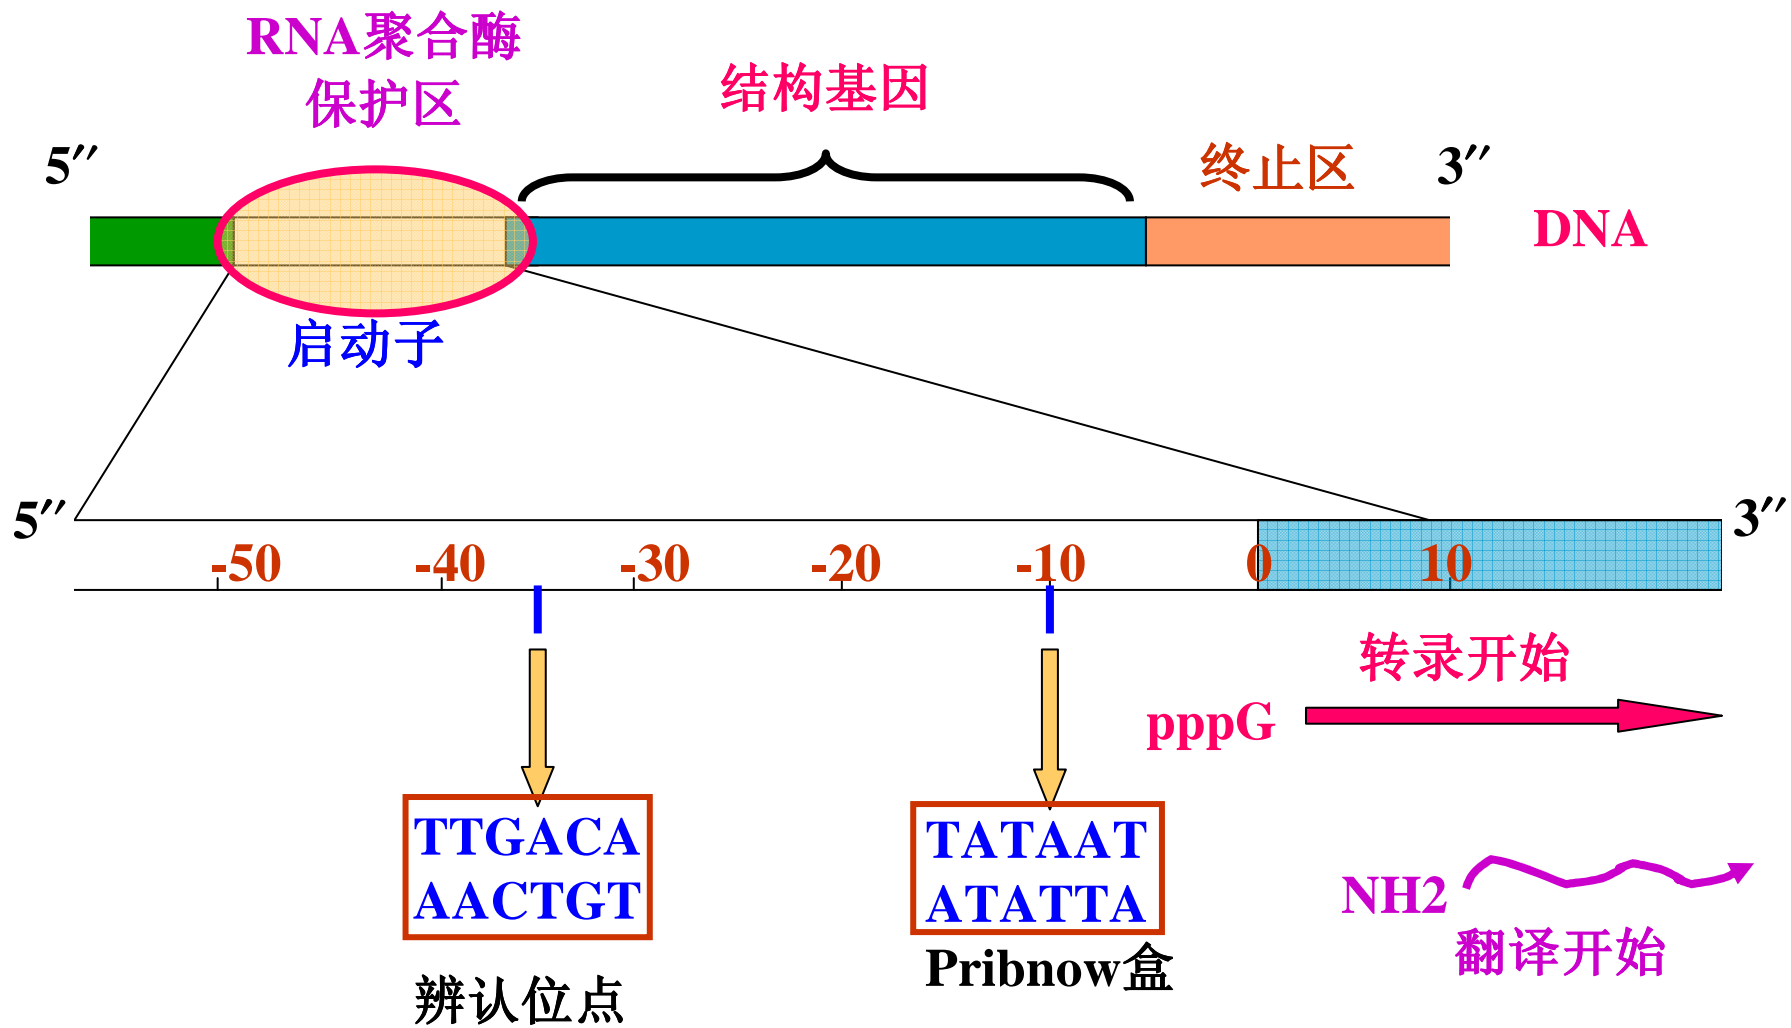 RNA聚合酶
保护区
结构基因
5″
终止区
3″
DNA
启动子
5″
3″
-50
-40
-30
-20
-10
0
10
转录开始
pppG
TTGACA
AACTGT
TATAAT
ATATTA
NH2
翻译开始
Pribnow盒
辨认位点